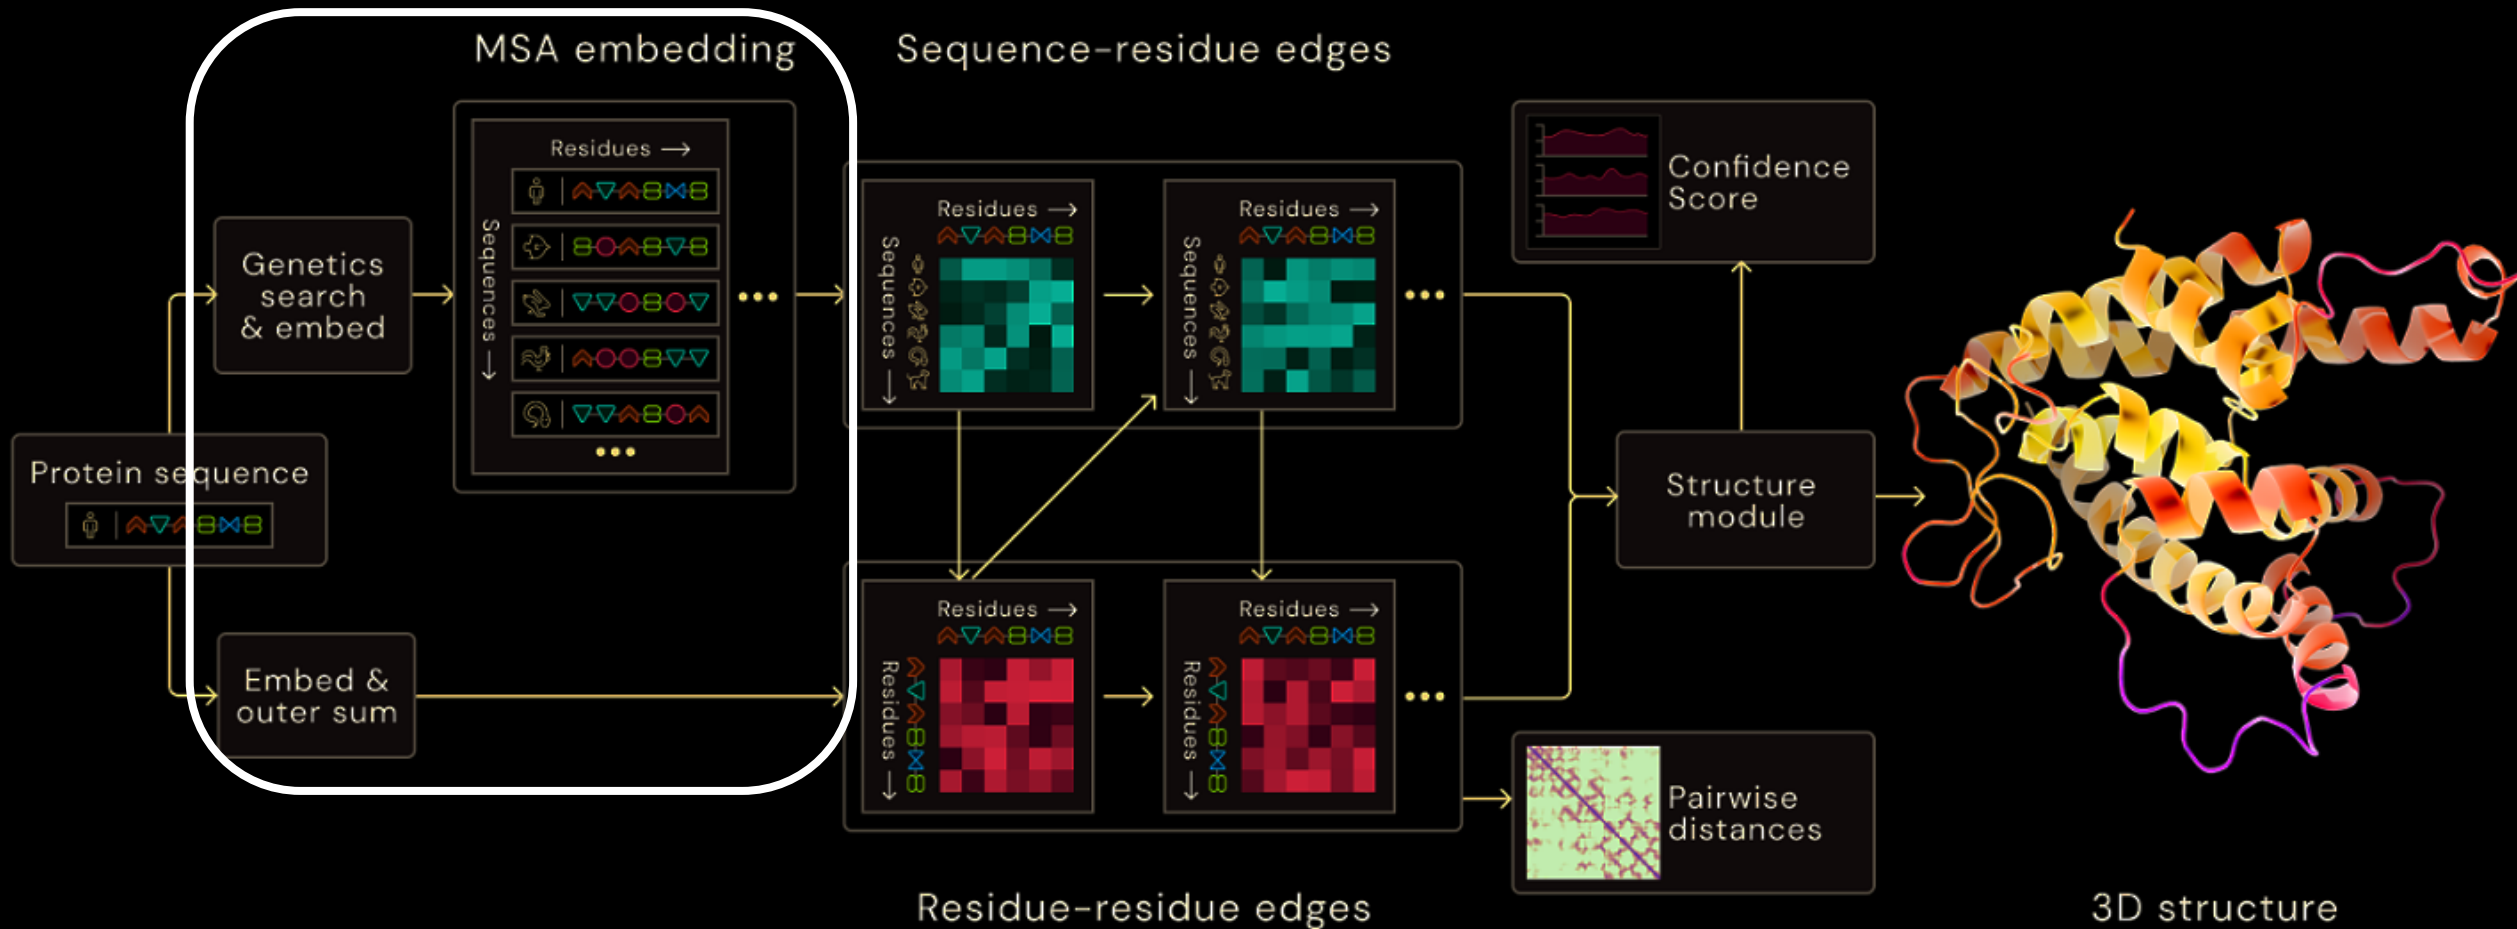 MSA embedding
Sequence-residue edges
Residues
Sequences
Genetics
search
& embed
Protein sequence
Embed &
outer sum
Residues
Sequences
Residues
Sequences
Residues
Residues
Residues
Residues
Confidence
Score
Structure
module
Pairwise
distances
Residue-residue edges
3D structure